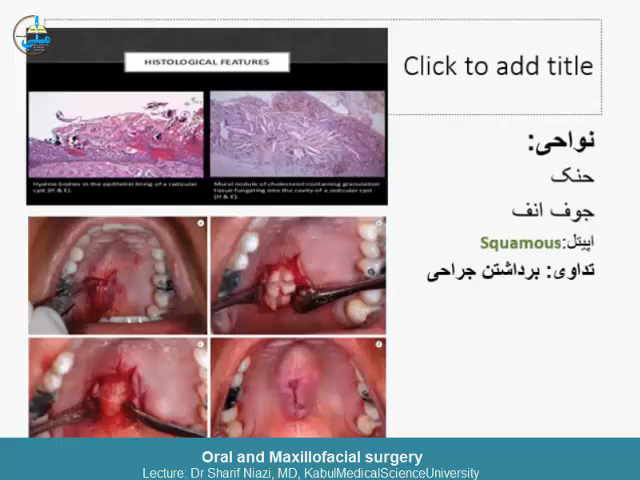 HISTOLOGICAL FEATURES
Hyaline bodies in the epithelial lining of a radicular
cyst (H & E).
Mural nodule of cholesterol-containing granulation
tissue fungating into the cavity of a radicular cyst
(H & E).
Click to add title
نواحی:
حنک
جوف انف
اپیتل:Squamous
تداوی: برداشتن جراحی
Oral and Maxillofacial surgery
Lecture: Dr Sharif Niazi, MD, KabulMedicalScienceUniversity